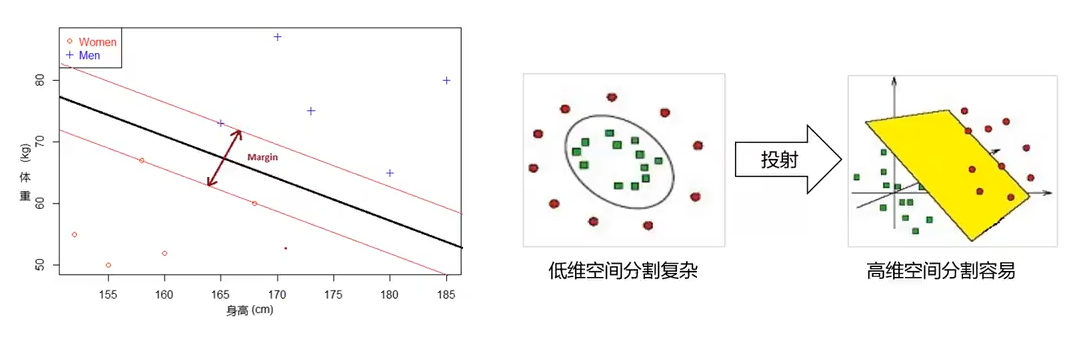 Women
Men
80
70
60
50
(kg)
体
重
Margin
155
160
165
170
175
180
185
身高 (cm)
低维空间分割复杂
投射
高维空间分割容易